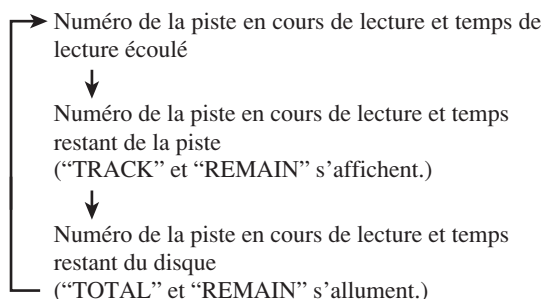 Numéro de la piste en cours de lecture et temps de
lecture écoulé
Numéro de la piste en cours de lecture et temps
restant de la piste
(“TRACK” et “REMAIN” s’affichent.)
Numéro de la piste en cours de lecture et temps
restant du disque
(“TOTAL” et “REMAIN” s’allument.)